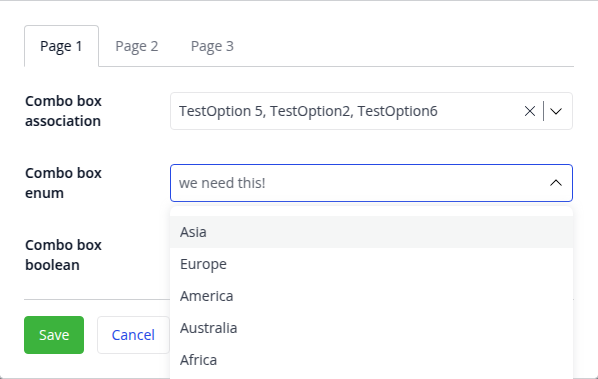 Page 1 Page 2 Page 3
Combo box
association
TestOption 5, TestOption2, TestOption6
Combo box
enum
we need this!
Asia
Combo box
boolean
Europe
America
Australia
Africa
Save Cancel